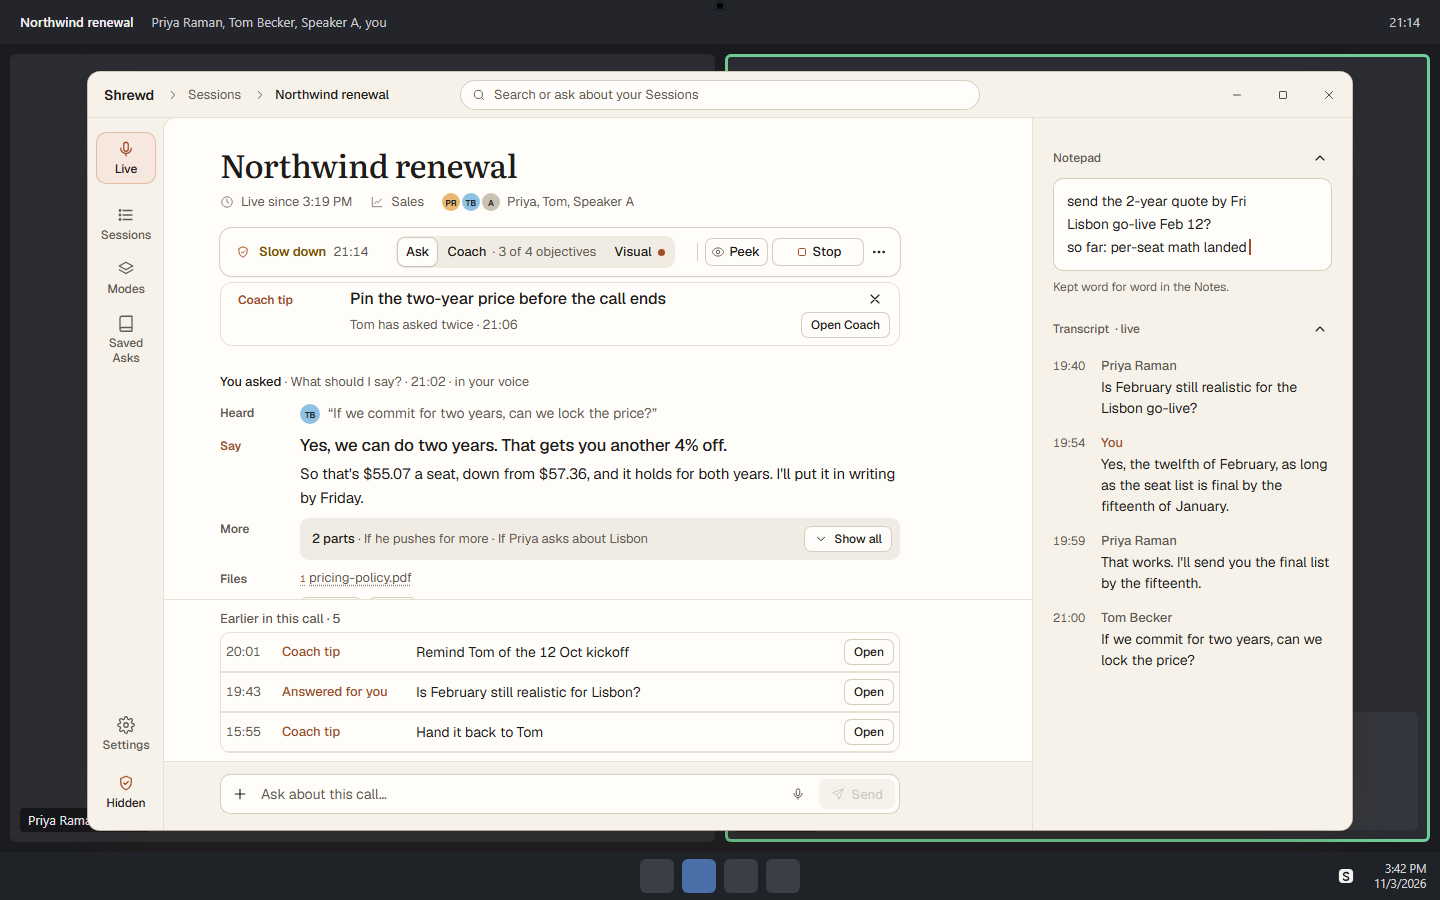 Northwind renewal Priya Raman, Tom Becker, Speaker A, you 21:14
Shrewd > Sessions > Northwind renewal
Search or ask about your Sessions
Live
Sessions
Modes
Saved
Asks
Settings
Hidden
Northwind renewal
Live since 3:19 PM Sales PR TB A Priya, Tom, Speaker A
Slow down 21:14 Ask Coach · 3 of 4 objectives Visual Peek Stop
Coach tip Pin the two-year price before the call ends
Tom has asked twice · 21:06 Open Coach
You asked · What should I say? · 21:02 · in your voice
Heard TB “If we commit for two years, can we lock the price?”
Say Yes, we can do two years. That gets you another 4% off.
So that's $55.07 a seat, down from $57.36, and it holds for both years. I'll put it in writing
by Friday.
More 2 parts · If he pushes for more · If Priya asks about Lisbon Show all
Files 1 pricing-policy.pdf
Earlier in this call · 5
20:01 Coach tip Remind Tom of the 12 Oct kickoff Open
19:43 Answered for you Is February still realistic for Lisbon? Open
15:55 Coach tip Hand it back to Tom Open
Ask about this call... Send
Notepad
send the 2-year quote by Fri
Lisbon go-live Feb 12?
so far: per-seat math landed
Kept word for word in the Notes.
Transcript · live
19:40 Priya Raman
Is February still realistic for the
Lisbon go-live?
19:54 You
Yes, the twelfth of February, as long
as the seat list is final by the
fifteenth of January.
19:59 Priya Raman
That works. I'll send you the final list
by the fifteenth.
21:00 Tom Becker
If we commit for two years, can we
lock the price?
Priya
S
3:42 PM
11/3/2026